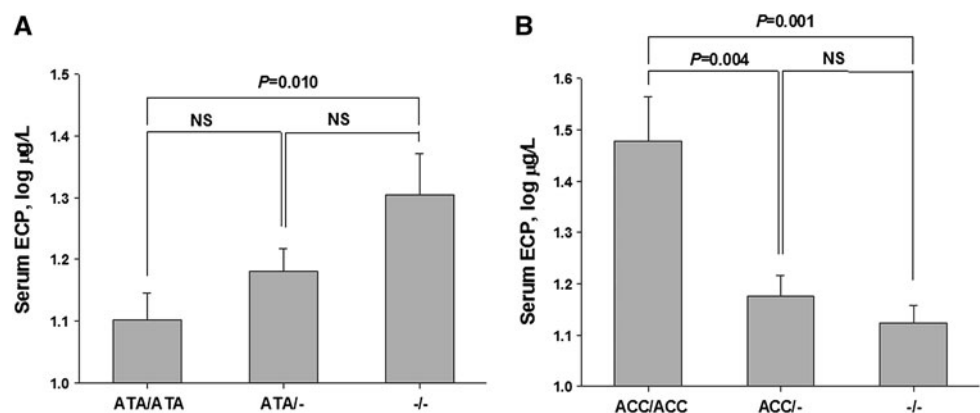 A
P=0.010
NS
NS
Serum ECP, log µg/L
1.5
1.4
1.3
1.2
1.1
1.0
ATA/ATA
ATA/-
-/-
B
P=0.001
P=0.004
NS
Serum ECP, log µg/L
1.6
1.5
1.4
1.3
1.2
1.1
1.0
ACC/ACC
ACC/-
-/-